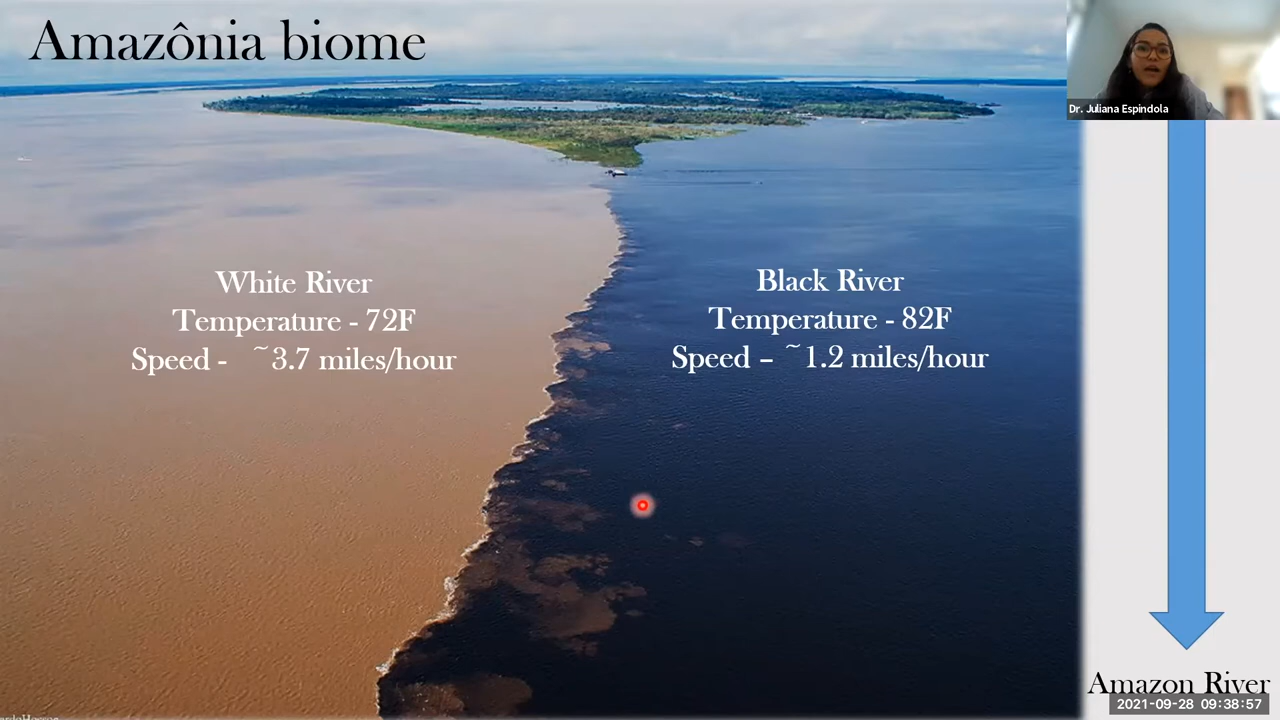 Amazônia biome
Dr. Juliana Espindola
White River
Temperature - 72F
Speed - ~3.7 miles/hour
Black River
Temperature - 82F
Speed – ~1.2 miles/hour
Amazon River
2021-09-28 09:38:57